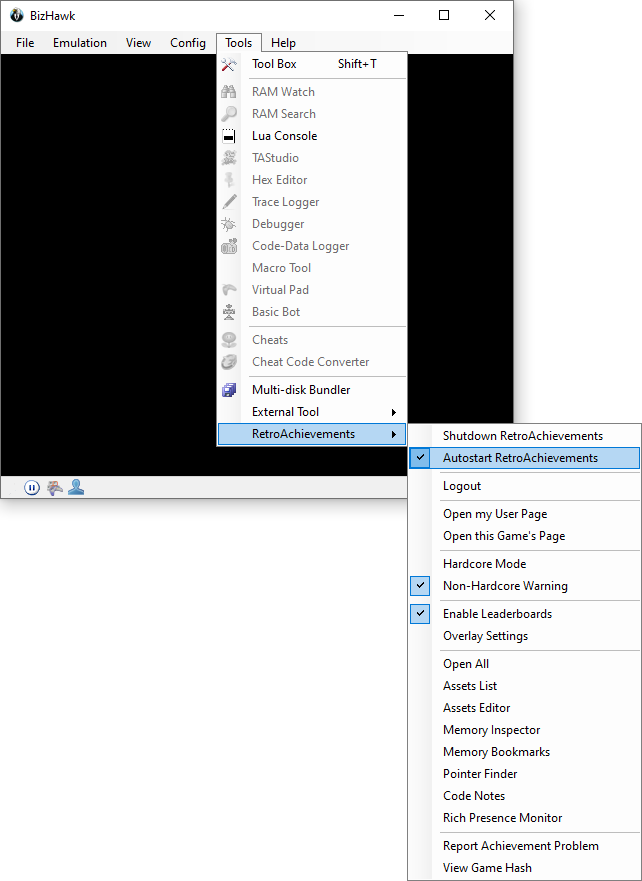 BizHawk
File Emulation View Config Tools Help
Tool Box Shift+T
RAM Watch
RAM Search
Lua Console
TAStudio
Hex Editor
Trace Logger
Debugger
Code-Data Logger
Macro Tool
Virtual Pad
Basic Bot
Cheats
Cheat Code Converter
Multi-disk Bundler
External Tool
RetroAchievements
Shutdown RetroAchievements
Autostart RetroAchievements
Logout
Open my User Page
Open this Game's Page
Hardcore Mode
Non-Hardcore Warning
Enable Leaderboards
Overlay Settings
Open All
Assets List
Assets Editor
Memory Inspector
Memory Bookmarks
Pointer Finder
Code Notes
Rich Presence Monitor
Report Achievement Problem
View Game Hash